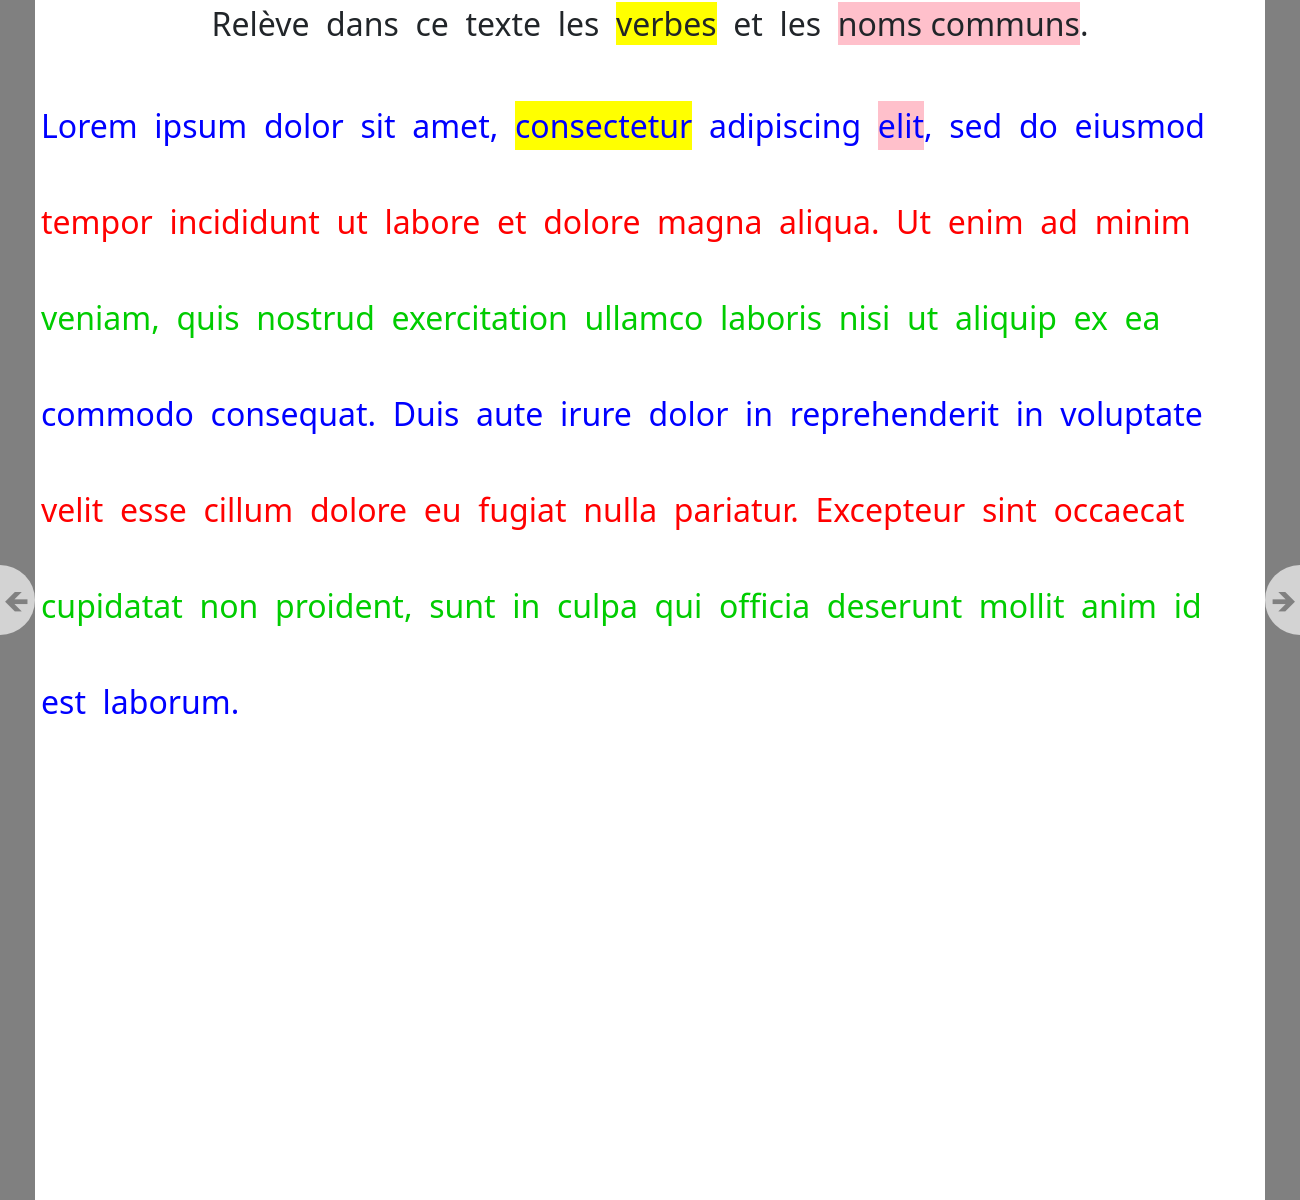 Relève dans ce texte les verbes et les noms communs.
Lorem ipsum dolor sit amet, consectetur adipiscing elit, sed do eiusmod
tempor incididunt ut labore et dolore magna aliqua. Ut enim ad minim
veniam, quis nostrud exercitation ullamco laboris nisi ut aliquip ex ea
commodo consequat. Duis aute irure dolor in reprehenderit in voluptate
velit esse cillum dolore eu fugiat nulla pariatur. Excepteur sint occaecat
cupidatat non proident, sunt in culpa qui officia deserunt mollit anim id
est laborum.